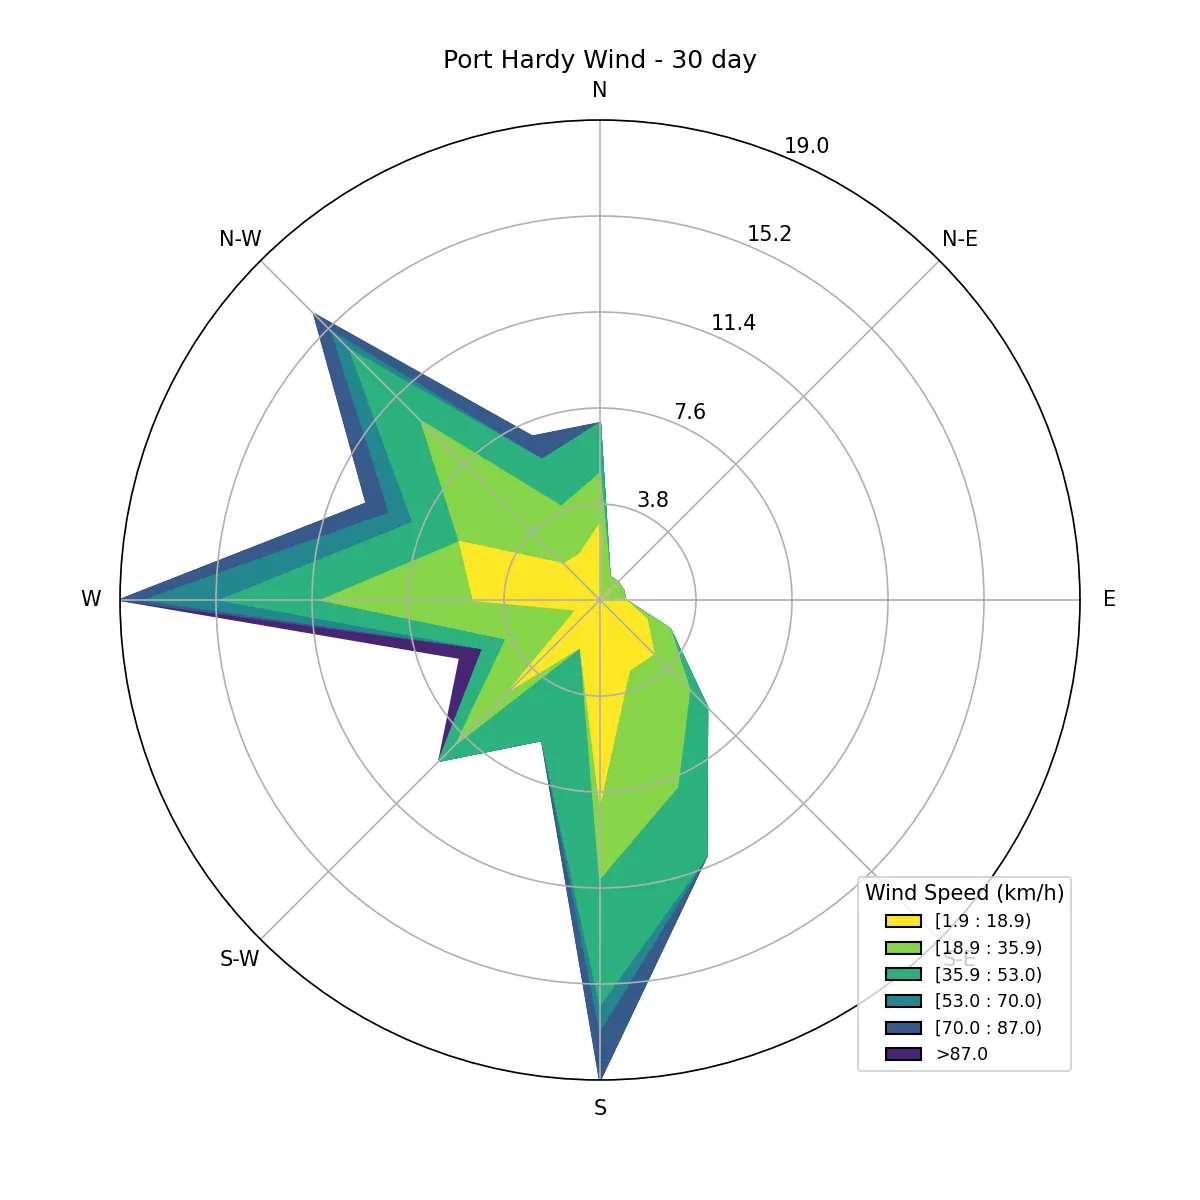 Port Hardy Wind - 30 day
N
19.0
15.2
N-W
N-E
11.4
7.6
3.8
W
E
Wind Speed (km/h)
[1.9 : 18.9)
[18.9 : 35.9)
S-W
S-E
[35.9 : 53.0)
[53.0 : 70.0)
[70.0 : 87.0)
>87.0
S